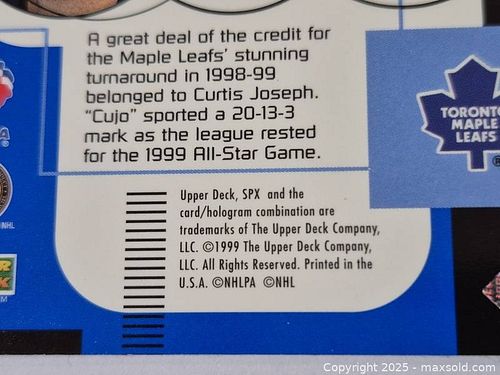 A great deal of the credit for
the Maple Leafs' stunning
turnaround in 1998-99
belonged to Curtis Joseph.
"Cujo" sported a 20-13-3
mark as the league rested
for the 1999 All-Star Game.
TORONTO
MAPLE
LEAFS
®
Upper Deck, SPX and the
card/hologram combination are
trademarks of The Upper Deck Company,
LLC. ©1999 The Upper Deck Company,
LLC. All Rights Reserved. Printed in the
U.S.A. ©NHLPA ©NHL
NHL
Copyright 2025 - maxsold.com